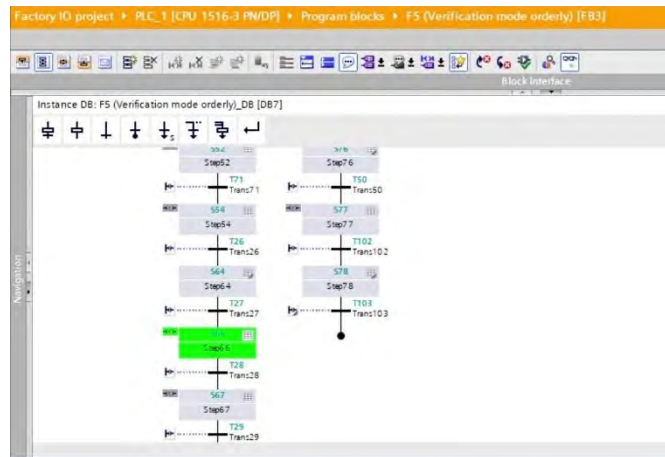 Factory IO project ▸ PLC_1 [CPU 1516-3 PN/DP] ▸ Program blocks ▸ F5 (Verification mode orderly) [FB3]
Block interface
Instance DB: F5 (Verification mode orderly)_DB [DB7]
Navigation
S52
Step52
T71
Trans71
S54
Step54
T26
Trans26
S64
Step64
T27
Trans27
Step66
T28
Trans28
S67
Step67
T29
Trans29
S76
Step76
T50
Trans50
S77
Step77
T102
Trans102
S78
Step78
T103
Trans103